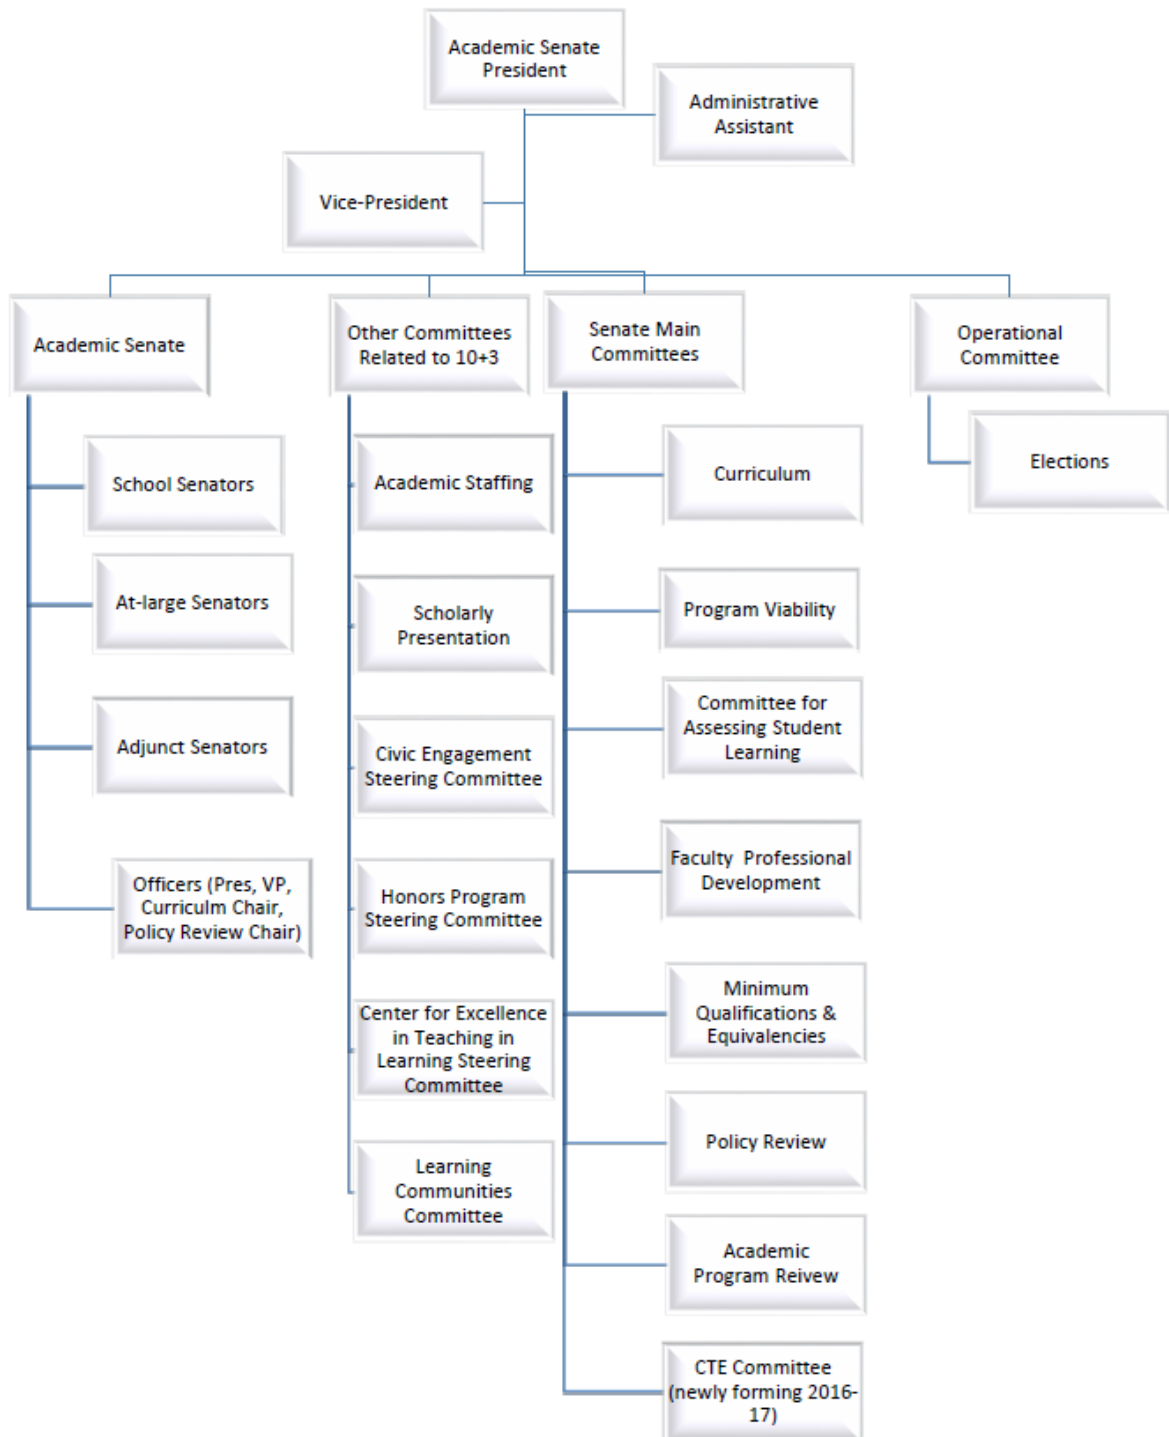 Academic Senate
President
Administrative
Assistant
Vice-President
Academic Senate
Other Committees
Related to 10+3
Senate Main
Committees
Operational
Committee
School Senators
At-large Senators
Adjunct Senators
Officers (Pres, VP,
Curriculm Chair,
Policy Review Chair)
Academic Staffing
Scholarly
Presentation
Civic Engagement
Steering Committee
Honors Program
Steering Committee
Center for Excellence
in Teaching in
Learning Steering
Committee
Learning
Communities
Committee
Curriculum
Program Viability
Committee for
Assessing Student
Learning
Faculty  Professional
Development
Minimum
Qualifications &
Equivalencies
Policy Review
Academic
Program Reivew
CTE Committee
(newly forming 2016-
17)
Elections